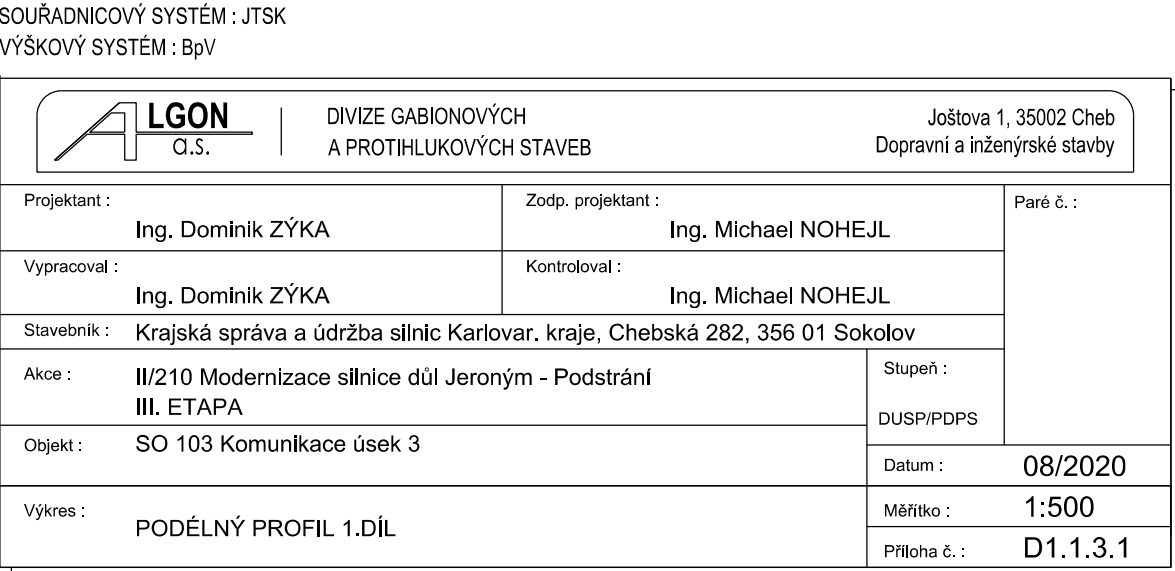 SOUŘADNICOVÝ SYSTÉM : JTSK
VÝŠKOVÝ SYSTÉM : BpV
ALGON a.s.
DIVIZE GABIONOVÝCH
A PROTIHLUKOVÝCH STAVEB
Joštova 1, 35002 Cheb
Dopravní a inženýrské stavby
Projektant :
Ing. Dominik ZÝKA
Zodp. projektant :
Ing. Michael NOHEJL
Paré č. :
Vypracoval :
Ing. Dominik ZÝKA
Kontroloval :
Ing. Michael NOHEJL
Stavebník : Krajská správa a údržba silnic Karlovar. kraje, Chebská 282, 356 01 Sokolov
Akce : II/210 Modernizace silnice důl Jeroným - Podstrání
III. ETAPA
Stupeň :
DUSP/PDPS
Objekt : SO 103 Komunikace úsek 3
Datum : 08/2020
Výkres : PODÉLNÝ PROFIL 1.DÍL
Měřítko : 1:500
Příloha č. : D1.1.3.1